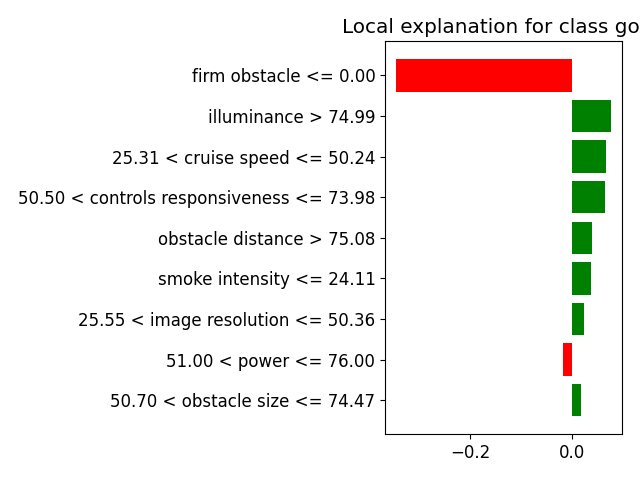 Local explanation for class go
firm obstacle <= 0.00
illuminance > 74.99
25.31 < cruise speed <= 50.24
50.50 < controls responsiveness <= 73.98
obstacle distance > 75.08
smoke intensity <= 24.11
25.55 < image resolution <= 50.36
51.00 < power <= 76.00
50.70 < obstacle size <= 74.47
−0.2 0.0